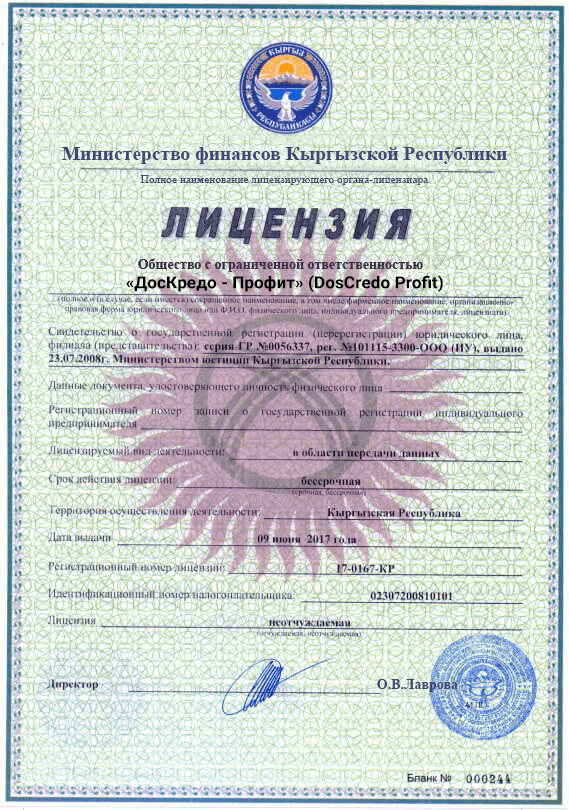 КЫРГЫЗ
РЕСПУБЛИКАСЫ
Министерство финансов Кыргызской Республики
Полное наименование лицензирующего органа-лицензиара
ЛИЦЕНЗИЯ
Общество с ограниченной ответственностью
«ДосКредо - Профит» (DosCredo Profit)
(полное и (в случае, если имеется) сокращенное наименование, в том числе фирменное наименование, организационно-
правовая форма юридического лица или Ф.И.О. физического лица, индивидуального предпринимателя, лицензиата)
Свидетельство о государственной регистрации (перерегистрации) юридического лица,
филиала (представительства): серия ГР №0056337, рег. №101115-3300-ООО (ИУ), выдано
23.07.2008г. Министерством юстиции Кыргызской Республики.
Данные документа, удостоверяющего личность физического лица
Регистрационный номер записи о государственной регистрации индивидуального
предпринимателя
Лицензируемый вид деятельности: в области передачи данных
Срок действия лицензии: бессрочная
(срочная, бессрочная)
Территория осуществления деятельности: Кыргызская Республика
Дата выдачи 09 июня 2017 года
Регистрационный номер лицензии: 17-0167-КР
Идентификационный номер налогоплательщика: 02307200810101
Лицензия неотчуждаемая
(отчуждаемая, неотчуждаемая)
Директор О.В.Лаврова
Бланк № 000244